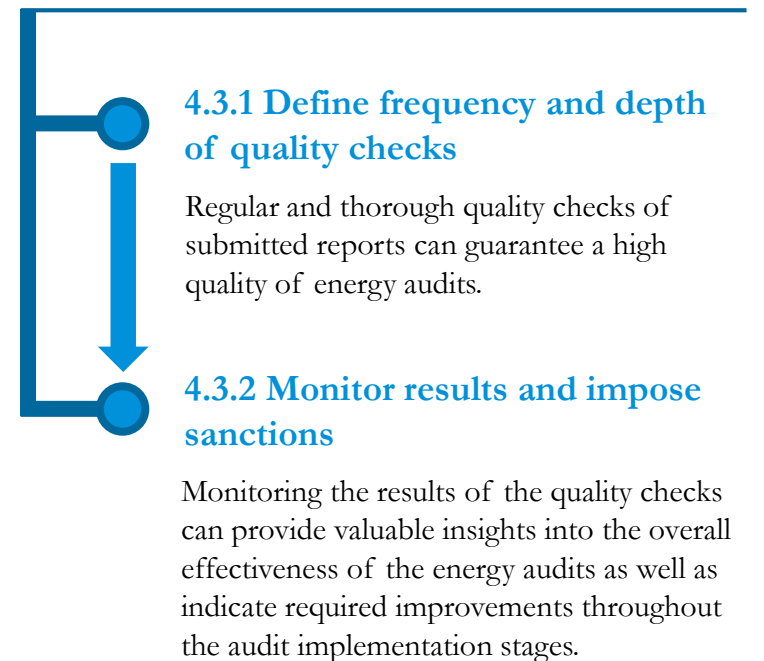 4.3.1 Define frequency and depth
of quality checks
Regular and thorough quality checks of
submitted reports can guarantee a high
quality of energy audits.
4.3.2 Monitor results and impose
sanctions
Monitoring the results of the quality checks
can provide valuable insights into the overall
effectiveness of the energy audits as well as
indicate required improvements throughout
the audit implementation stages.